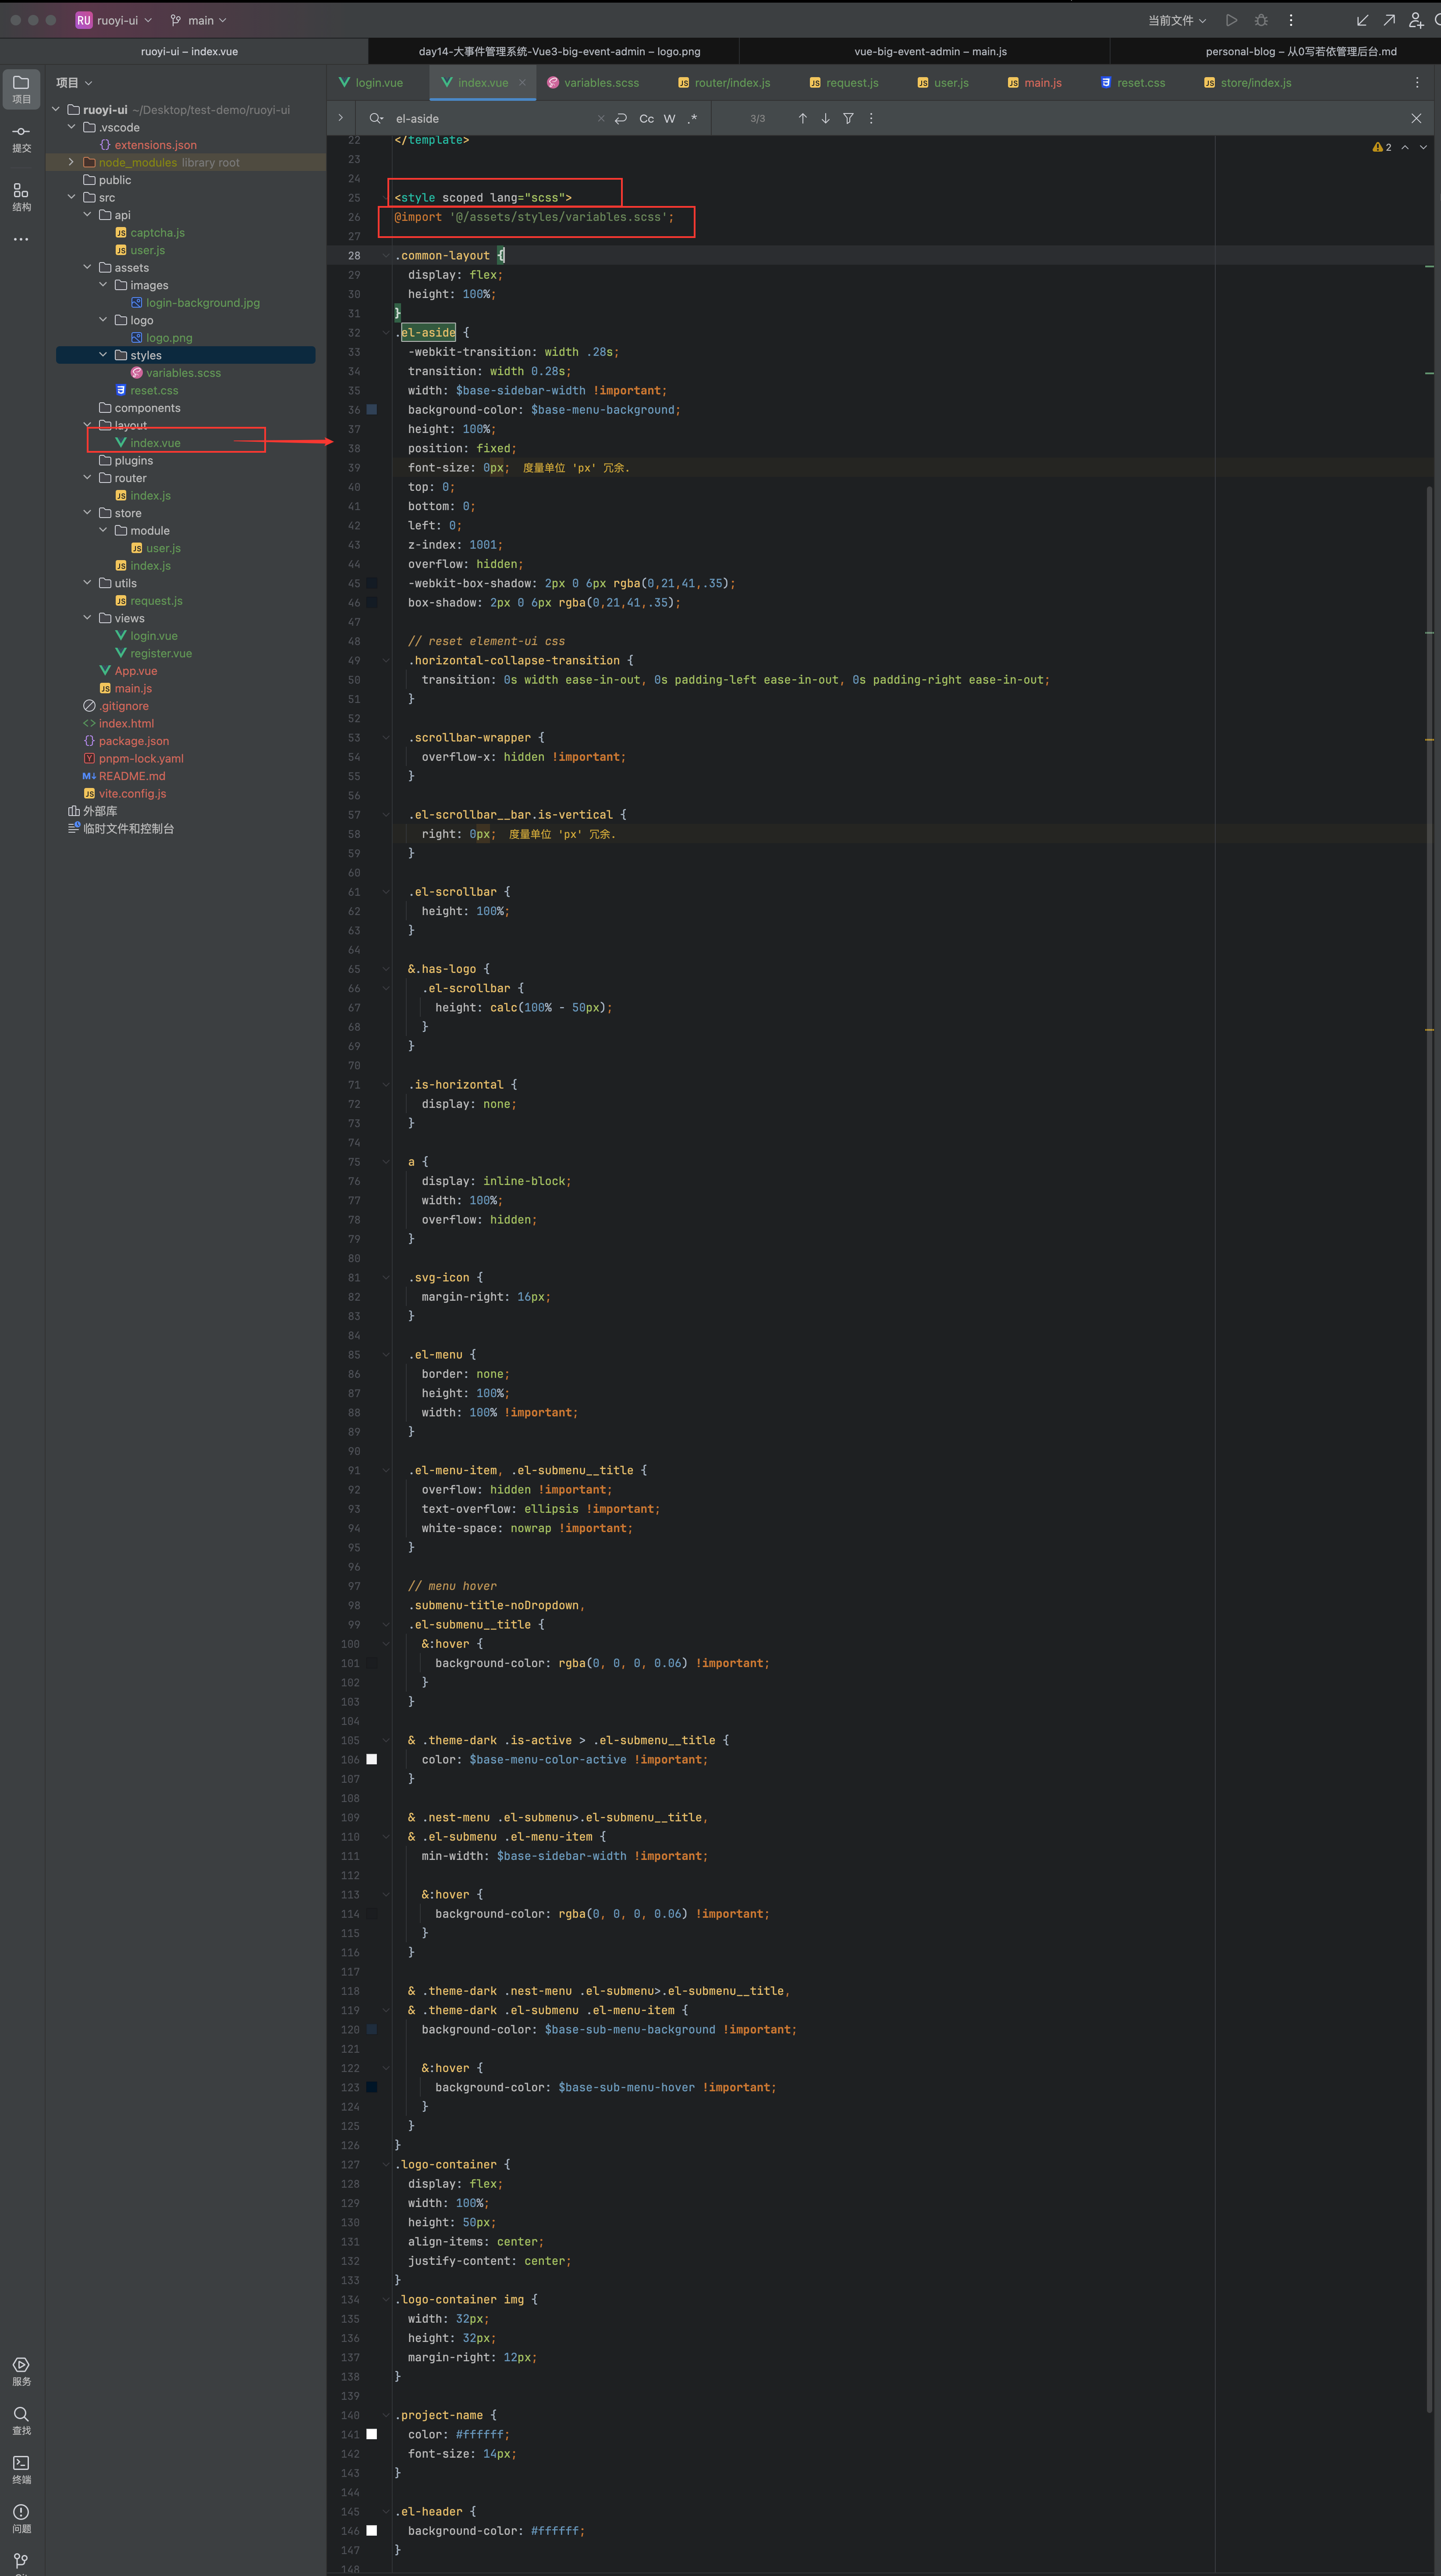 RU ruoyi-ui main 当前文件
ruoyi-ui – index.vue day14-大事件管理系统-Vue3-big-event-admin – logo.png vue-big-event-admin – main.js personal-blog – 从0写若依管理后台.md
项目
提交
结构
服务
查找
终端
问题
项目
ruoyi-ui ~/Desktop/test-demo/ruoyi-ui
.vscode
extensions.json
node_modules library root
public
src
api
captcha.js
user.js
assets
images
login-background.jpg
logo
logo.png
styles
variables.scss
reset.css
components
layout
index.vue
plugins
router
index.js
store
module
user.js
index.js
utils
request.js
views
login.vue
register.vue
App.vue
main.js
.gitignore
index.html
package.json
pnpm-lock.yaml
README.md
vite.config.js
外部库
临时文件和控制台
login.vue index.vue variables.scss router/index.js request.js user.js main.js reset.css store/index.js
el-aside Cc W .* 3/3
2
22 </template>
23
24
25 <style scoped lang="scss">
26 @import '@/assets/styles/variables.scss';
27
28 .common-layout {
29 display: flex;
30 height: 100%;
31 }
32 .el-aside {
33 -webkit-transition: width .28s;
34 transition: width 0.28s;
35 width: $base-sidebar-width !important;
36 background-color: $base-menu-background;
37 height: 100%;
38 position: fixed;
39 font-size: 0px; 度量单位 'px' 冗余.
40 top: 0;
41 bottom: 0;
42 left: 0;
43 z-index: 1001;
44 overflow: hidden;
45 -webkit-box-shadow: 2px 0 6px rgba(0,21,41,.35);
46 box-shadow: 2px 0 6px rgba(0,21,41,.35);
47
48 // reset element-ui css
49 .horizontal-collapse-transition {
50 transition: 0s width ease-in-out, 0s padding-left ease-in-out, 0s padding-right ease-in-out;
51 }
52
53 .scrollbar-wrapper {
54 overflow-x: hidden !important;
55 }
56
57 .el-scrollbar__bar.is-vertical {
58 right: 0px; 度量单位 'px' 冗余.
59 }
60
61 .el-scrollbar {
62 height: 100%;
63 }
64
65 &.has-logo {
66 .el-scrollbar {
67 height: calc(100% - 50px);
68 }
69 }
70
71 .is-horizontal {
72 display: none;
73 }
74
75 a {
76 display: inline-block;
77 width: 100%;
78 overflow: hidden;
79 }
80
81 .svg-icon {
82 margin-right: 16px;
83 }
84
85 .el-menu {
86 border: none;
87 height: 100%;
88 width: 100% !important;
89 }
90
91 .el-menu-item, .el-submenu__title {
92 overflow: hidden !important;
93 text-overflow: ellipsis !important;
94 white-space: nowrap !important;
95 }
96
97 // menu hover
98 .submenu-title-noDropdown,
99 .el-submenu__title {
100 &:hover {
101 background-color: rgba(0, 0, 0, 0.06) !important;
102 }
103 }
104
105 & .theme-dark .is-active > .el-submenu__title {
106 color: $base-menu-color-active !important;
107 }
108
109 & .nest-menu .el-submenu>.el-submenu__title,
110 & .el-submenu .el-menu-item {
111 min-width: $base-sidebar-width !important;
112
113 &:hover {
114 background-color: rgba(0, 0, 0, 0.06) !important;
115 }
116 }
117
118 & .theme-dark .nest-menu .el-submenu>.el-submenu__title,
119 & .theme-dark .el-submenu .el-menu-item {
120 background-color: $base-sub-menu-background !important;
121
122 &:hover {
123 background-color: $base-sub-menu-hover !important;
124 }
125 }
126 }
127 .logo-container {
128 display: flex;
129 width: 100%;
130 height: 50px;
131 align-items: center;
132 justify-content: center;
133 }
134 .logo-container img {
135 width: 32px;
136 height: 32px;
137 margin-right: 12px;
138 }
139
140 .project-name {
141 color: #ffffff;
142 font-size: 14px;
143 }
144
145 .el-header {
146 background-color: #ffffff;
147 }
148